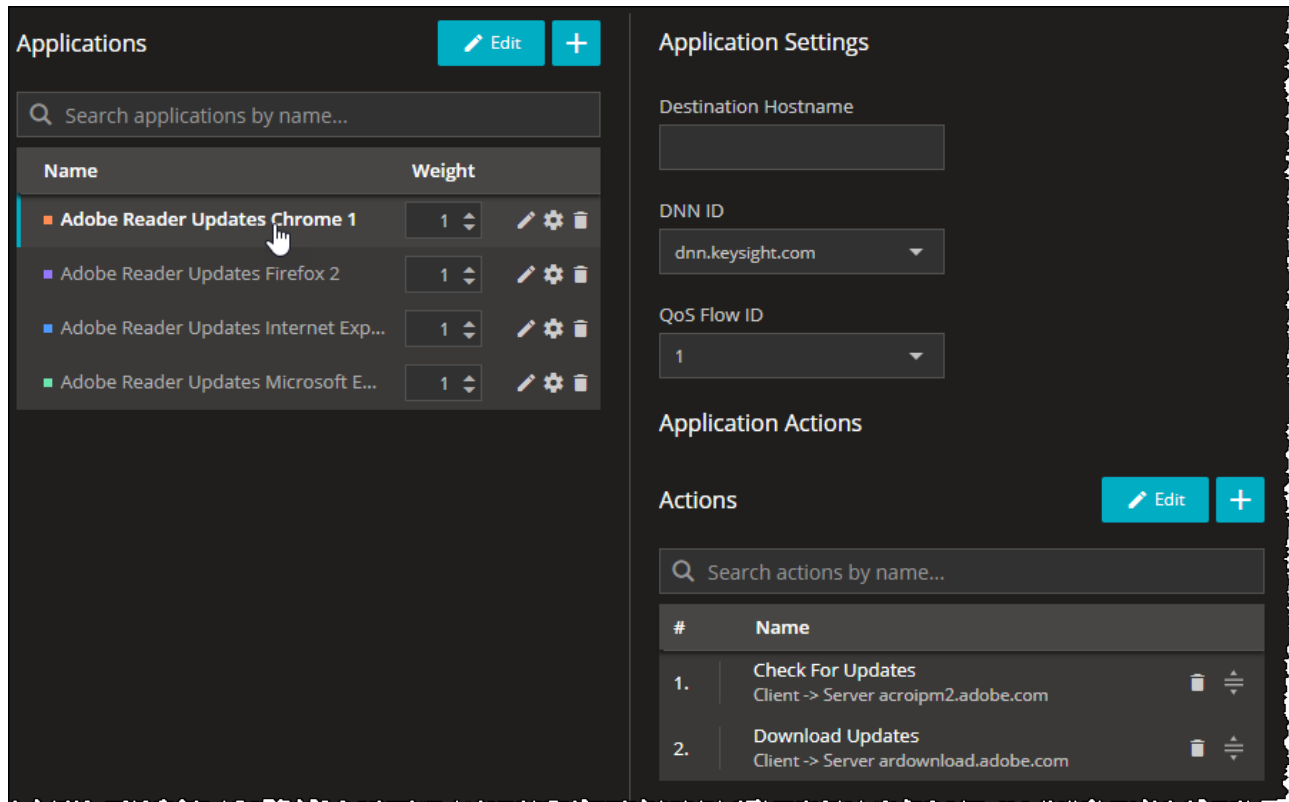 Applications
Edit
Search applications by name...
Name Weight
Adobe Reader Updates Chrome 1 1
Adobe Reader Updates Firefox 2 1
Adobe Reader Updates Internet Exp... 1
Adobe Reader Updates Microsoft E... 1
Application Settings
Destination Hostname
DNN ID
dnn.keysight.com
QoS Flow ID
1
Application Actions
Actions
Edit
Search actions by name...
# Name
1. Check For Updates
Client -> Server acroipm2.adobe.com
2. Download Updates
Client -> Server ardownload.adobe.com